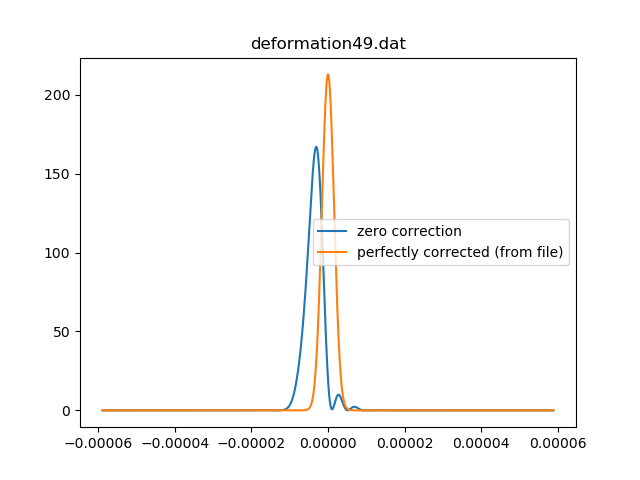 deformation49.dat
200
150
100
50
0
zero correction
perfectly corrected (from file)
−0.00006 −0.00004 −0.00002 0.00000 0.00002 0.00004 0.00006